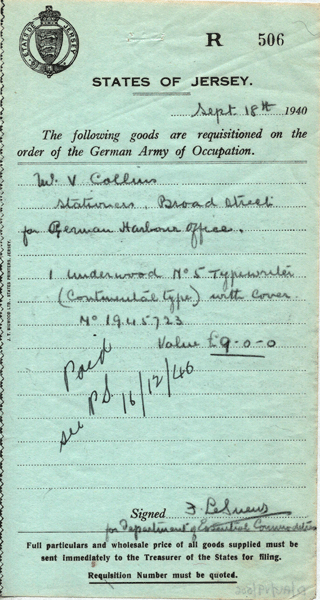 STATES OF JERSEY
R 506
STATES OF JERSEY.
Sept 18th 1940
The following goods are requisitioned on the
order of the German Army of Occupation.
Mr V Collins
Stationers, Broad Street
for German Harbour Office.
1 Underwood No 5 Typewriter
(Continental type) with cover.
No 1945723
Value £9-0-0
Paid
see PS 16/12/46
Signed F LeSueur
for Department of Essential Commodities
Full particulars and wholesale price of all goods supplied must be
sent immediately to the Treasurer of the States for filing.
Requisition Number must be quoted.